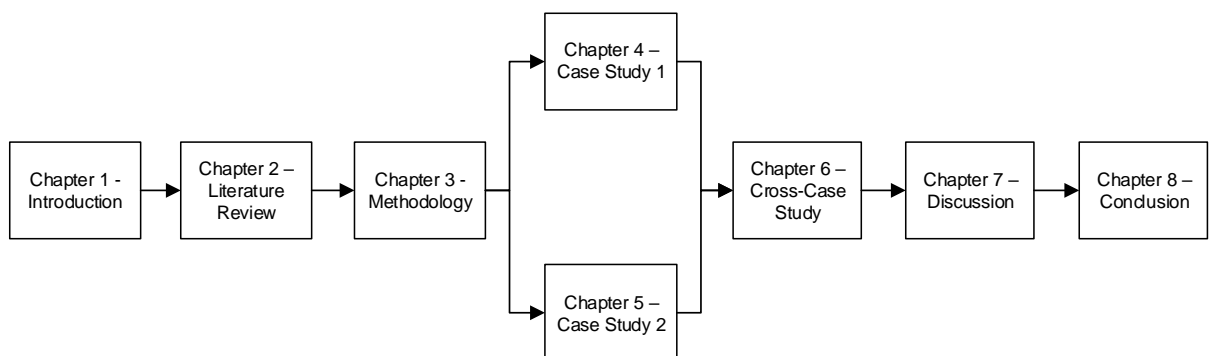 Chapter 1 -
Introduction
Chapter 2 –
Literature
Review
Chapter 3 -
Methodology
Chapter 4 –
Case Study 1
Chapter 5 –
Case Study 2
Chapter 6 –
Cross-Case
Study
Chapter 7 –
Discussion
Chapter 8 –
Conclusion